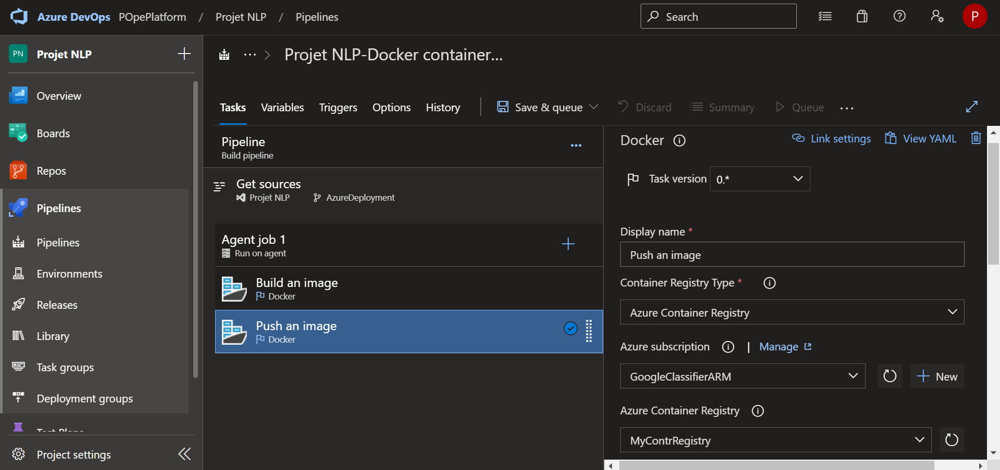 Azure DevOps POpePlatform / Projet NLP / Pipelines
Search
P
PN Projet NLP
Overview
Boards
Repos
Pipelines
Pipelines
Environments
Releases
Library
Task groups
Deployment groups
Test Plans
Project settings
... > Projet NLP-Docker container...
Tasks Variables Triggers Options History Save & queue Discard Summary Queue ...
Pipeline
Build pipeline
Get sources
Projet NLP AzureDeployment
Agent job 1
Run on agent
Build an image
Docker
Push an image
Docker
Docker Link settings View YAML
Task version 0.*
Display name *
Push an image
Container Registry Type *
Azure Container Registry
Azure subscription | Manage
GoogleClassifierARM New
Azure Container Registry
MyContrRegistry